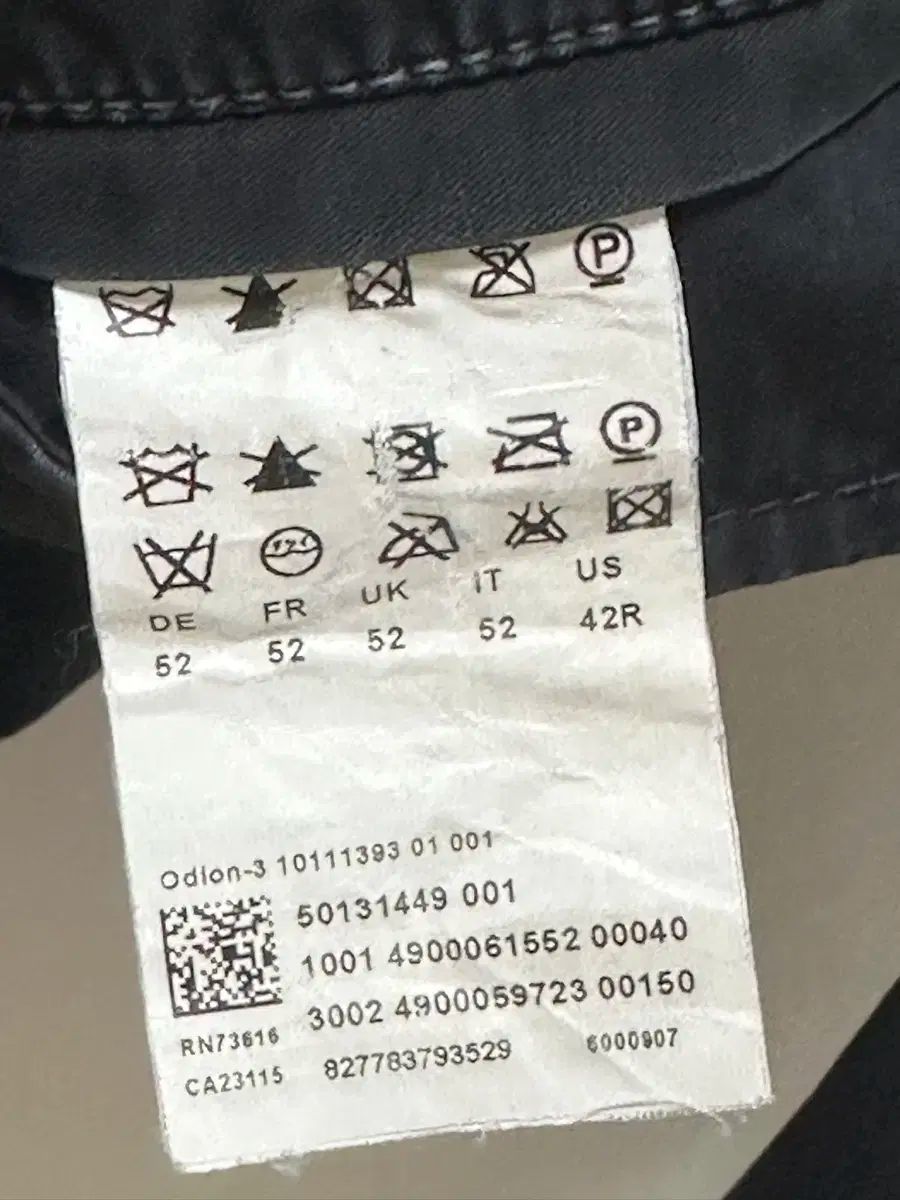 P
P
DE FR UK IT US
52 52 52 52 42R
Odion-3 10111393 01 001
50131449 001
1001 4900061552 00040
3002 4900059723 00150
RN73616
CA23115 827783793529 6000907